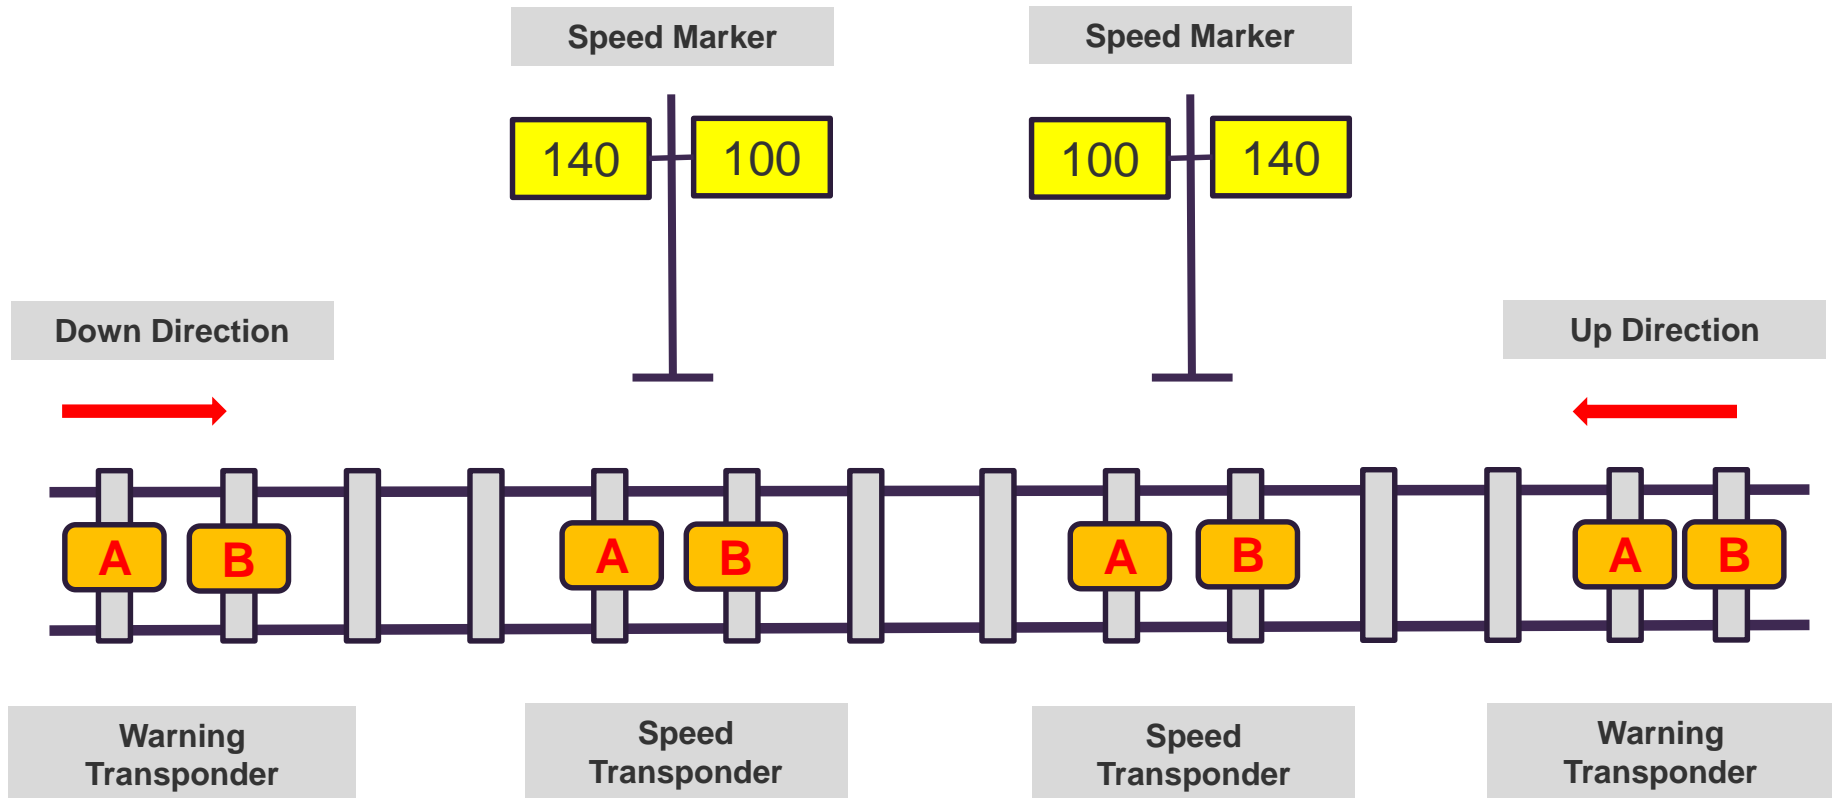 Speed Marker
Speed Marker
140
100
100
140
Down Direction
Up Direction
A
B
A
B
A
B
A
B
Warning
Transponder
Speed
Transponder
Speed
Transponder
Warning
Transponder